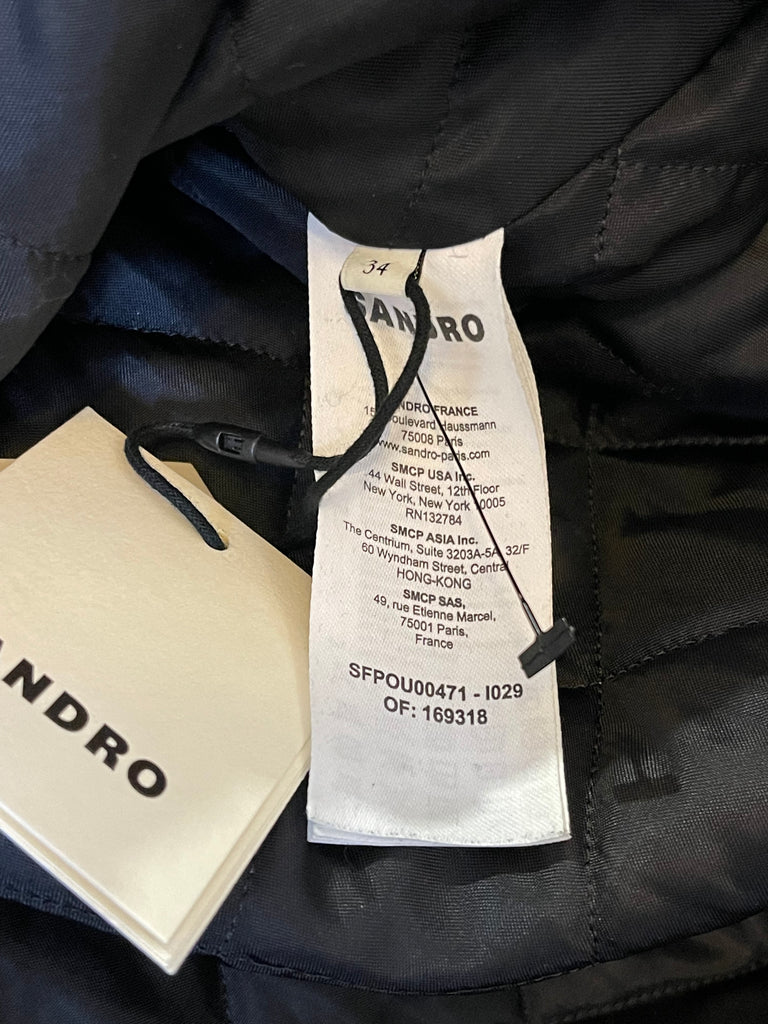 34
SANDRO
SANDRO FRANCE
Boulevard Haussmann
75008 Paris
www.sandro-paris.com
SMCP USA Inc.
44 Wall Street, 12th Floor
New York, New York 10005
RN132784
SMCP ASIA Inc.
The Centrium, Suite 3203A-5A, 32/F
60 Wyndham Street, Central
HONG-KONG
SMCP SAS,
49, rue Etienne Marcel,
75001 Paris,
France
SFPOU00471 - I029
OF: 169318
ANDRO